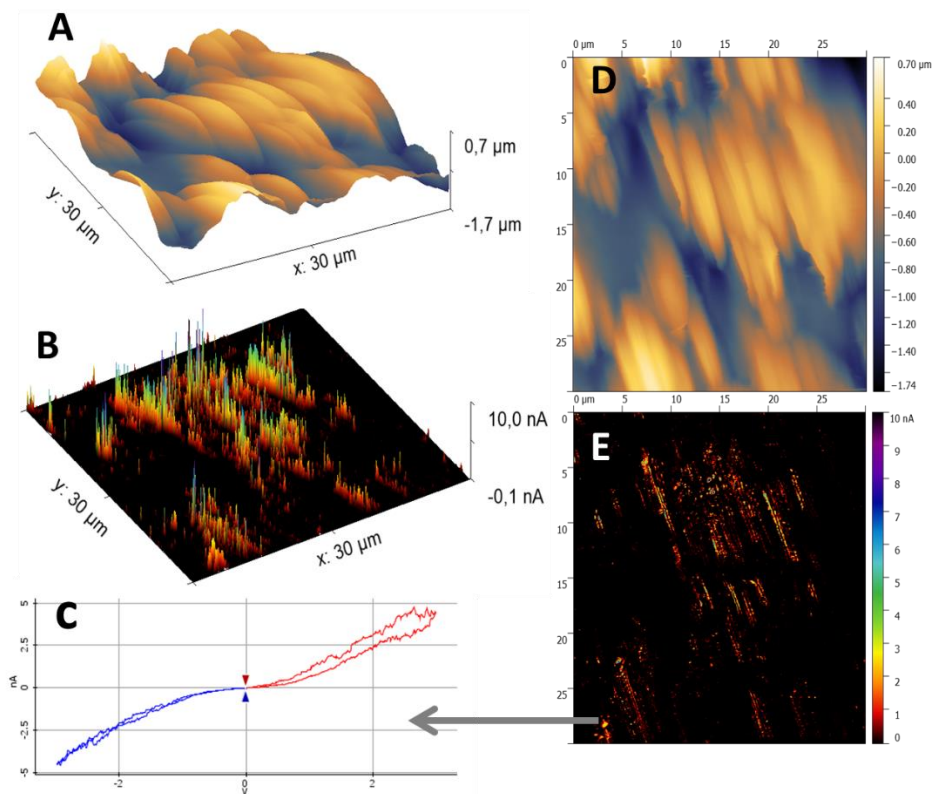 A
0,7 µm
-1,7 µm
y: 30 µm
x: 30 µm
B
10,0 nA
-0,1 nA
y: 30 µm
x: 30 µm
C
5
2.5
0
-2.5
-5
nA
-2
0
2
V
D
0 µm
5
10
15
20
25
0
5
10
15
20
25
0.70 µm
0.40
0.20
0.00
−0.20
−0.40
−0.60
−0.80
−1.00
−1.20
−1.40
−1.74
E
0 µm
5
10
15
20
25
0
5
10
15
20
25
10 nA
9
8
7
6
5
4
3
2
1
0